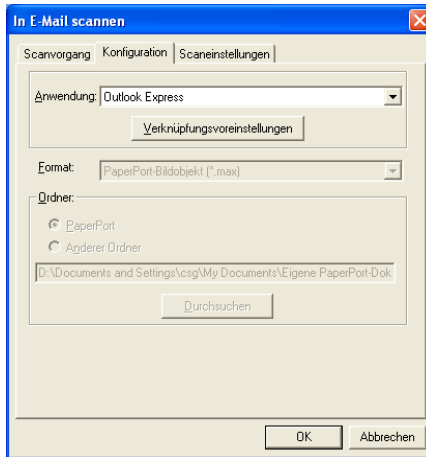 In E-Mail scannen
Scanvorgang Konfiguration Scaneinstellungen
Anwendung: Outlook Express
Verknüpfungsvoreinstellungen
Format: PaperPort-Bildobjekt (*.max)
Ordner:
PaperPort
Anderer Ordner
D:\Documents and Settings\csg\My Documents\Eigene PaperPort-Dok
Durchsuchen
OK Abbrechen